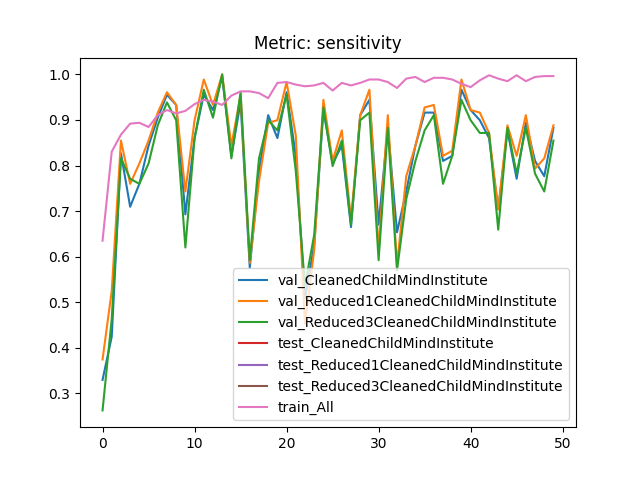 Metric: sensitivity
1.0
0.9
0.8
0.7
0.6
0.5
0.4
0.3
val_CleanedChildMindInstitute
val_Reduced1CleanedChildMindInstitute
val_Reduced3CleanedChildMindInstitute
test_CleanedChildMindInstitute
test_Reduced1CleanedChildMindInstitute
test_Reduced3CleanedChildMindInstitute
train_All
0 10 20 30 40 50